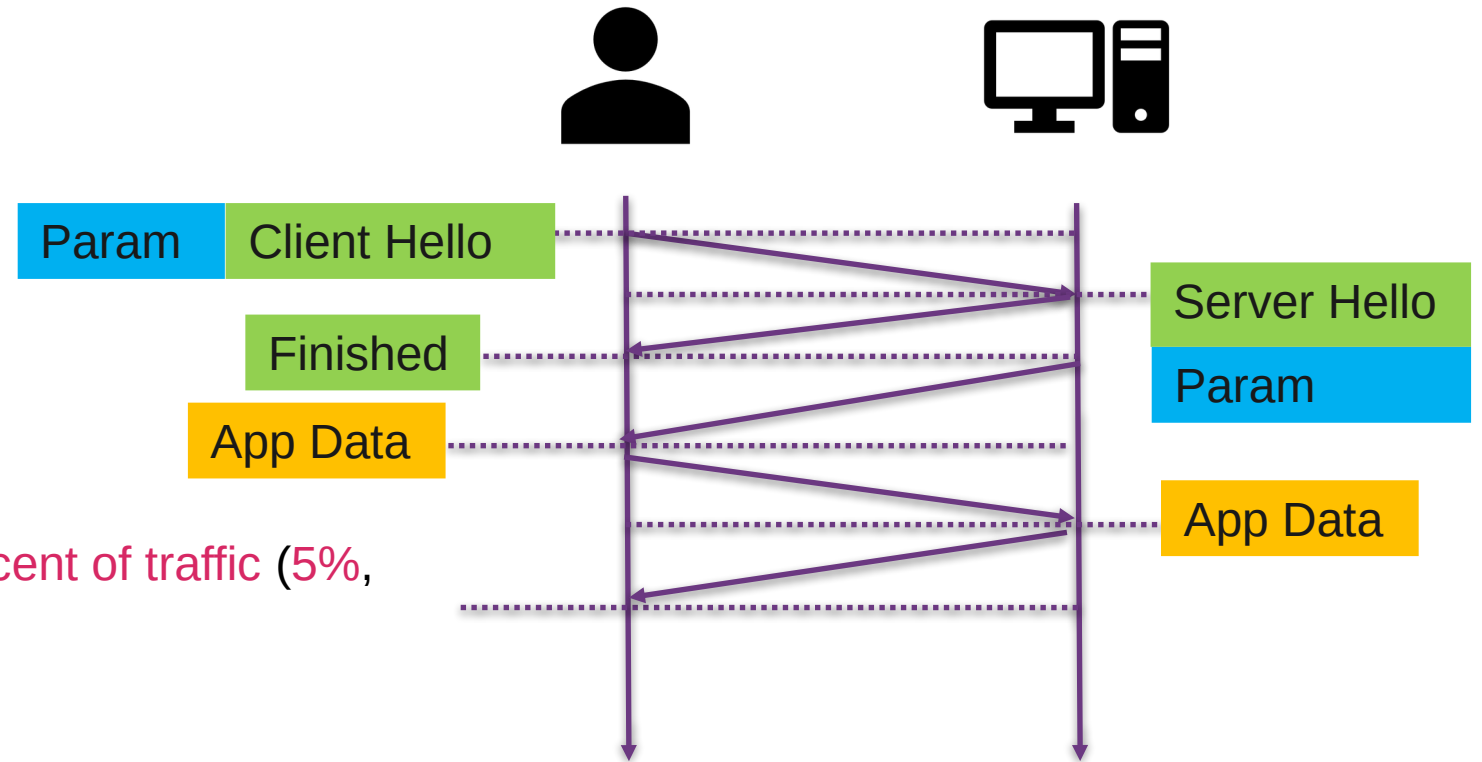 Param
Client Hello
Server Hello
Finished
Param
App Data
App Data
cent of traffic (5%,